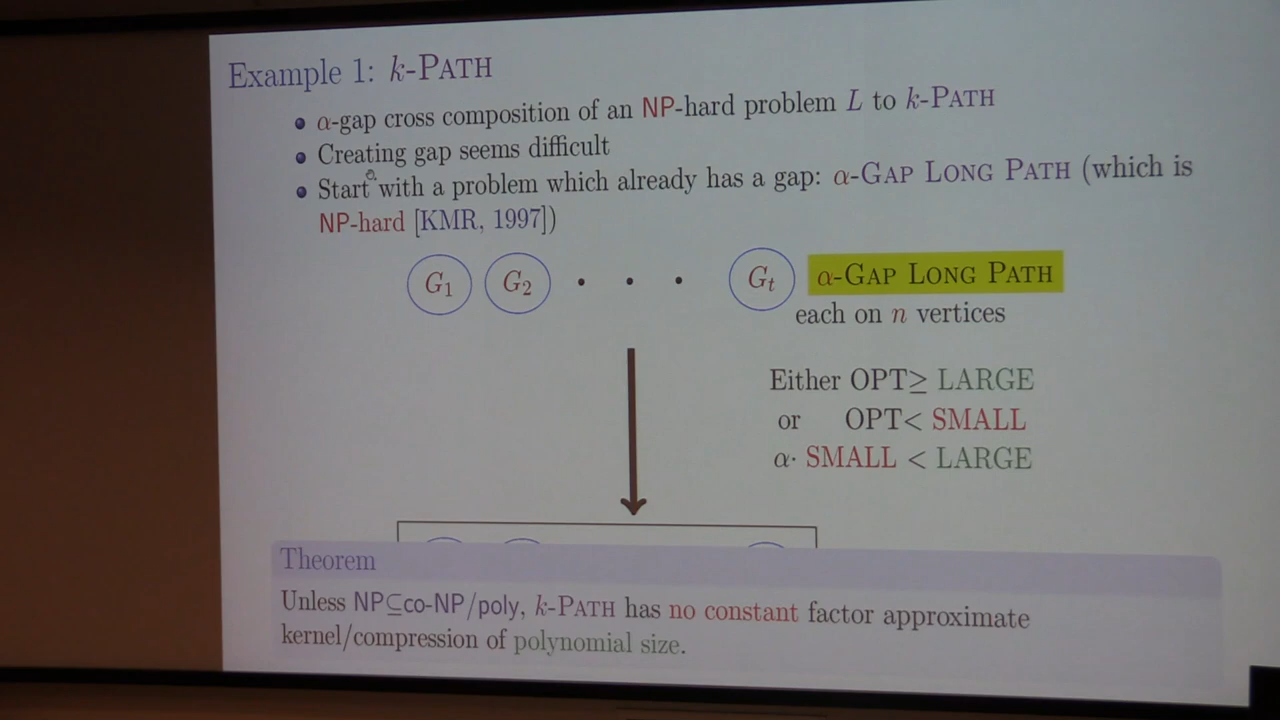 Example 1: k-PATH
α-gap cross composition of an NP-hard problem L to k-PATH
Creating gap seems difficult
Start with a problem which already has a gap: α-GAP LONG PATH (which is
NP-hard [KMR, 1997])
G₁ G₂ · · · Gₜ α-GAP LONG PATH
each on n vertices
Either OPT≥ LARGE
or OPT< SMALL
α· SMALL < LARGE
Theorem
Unless NP⊆co-NP/poly, k-PATH has no constant factor approximate
kernel/compression of polynomial size.